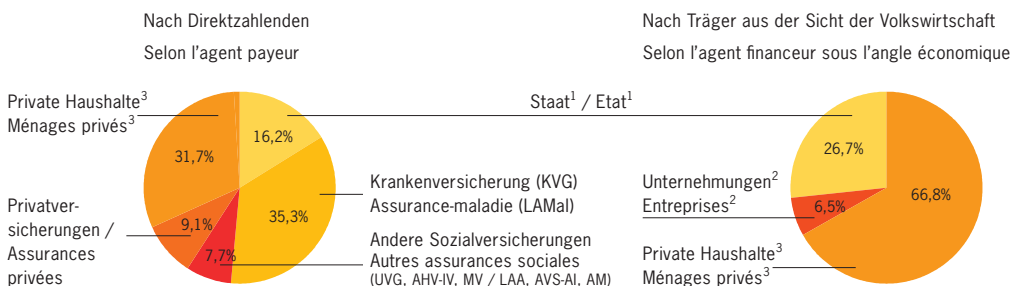 Nach Direktzahlenden
Selon l'agent payeur
Private Haushalte³
Ménages privés³
31,7%
16,2%
35,3%
7,7%
9,1%
Privatver-
sicherungen /
Assurances
privées
Staat¹ / Etat¹
Krankenversicherung (KVG)
Assurance-maladie (LAMal)
Andere Sozialversicherungen
Autres assurances sociales
(UVG, AHV-IV, MV / LAA, AVS-AI, AM)
Nach Träger aus der Sicht der Volkswirtschaft
Selon l'agent financeur sous l'angle économique
26,7%
66,8%
6,5%
Unternehmungen²
Entreprises²
Private Haushalte³
Ménages privés³